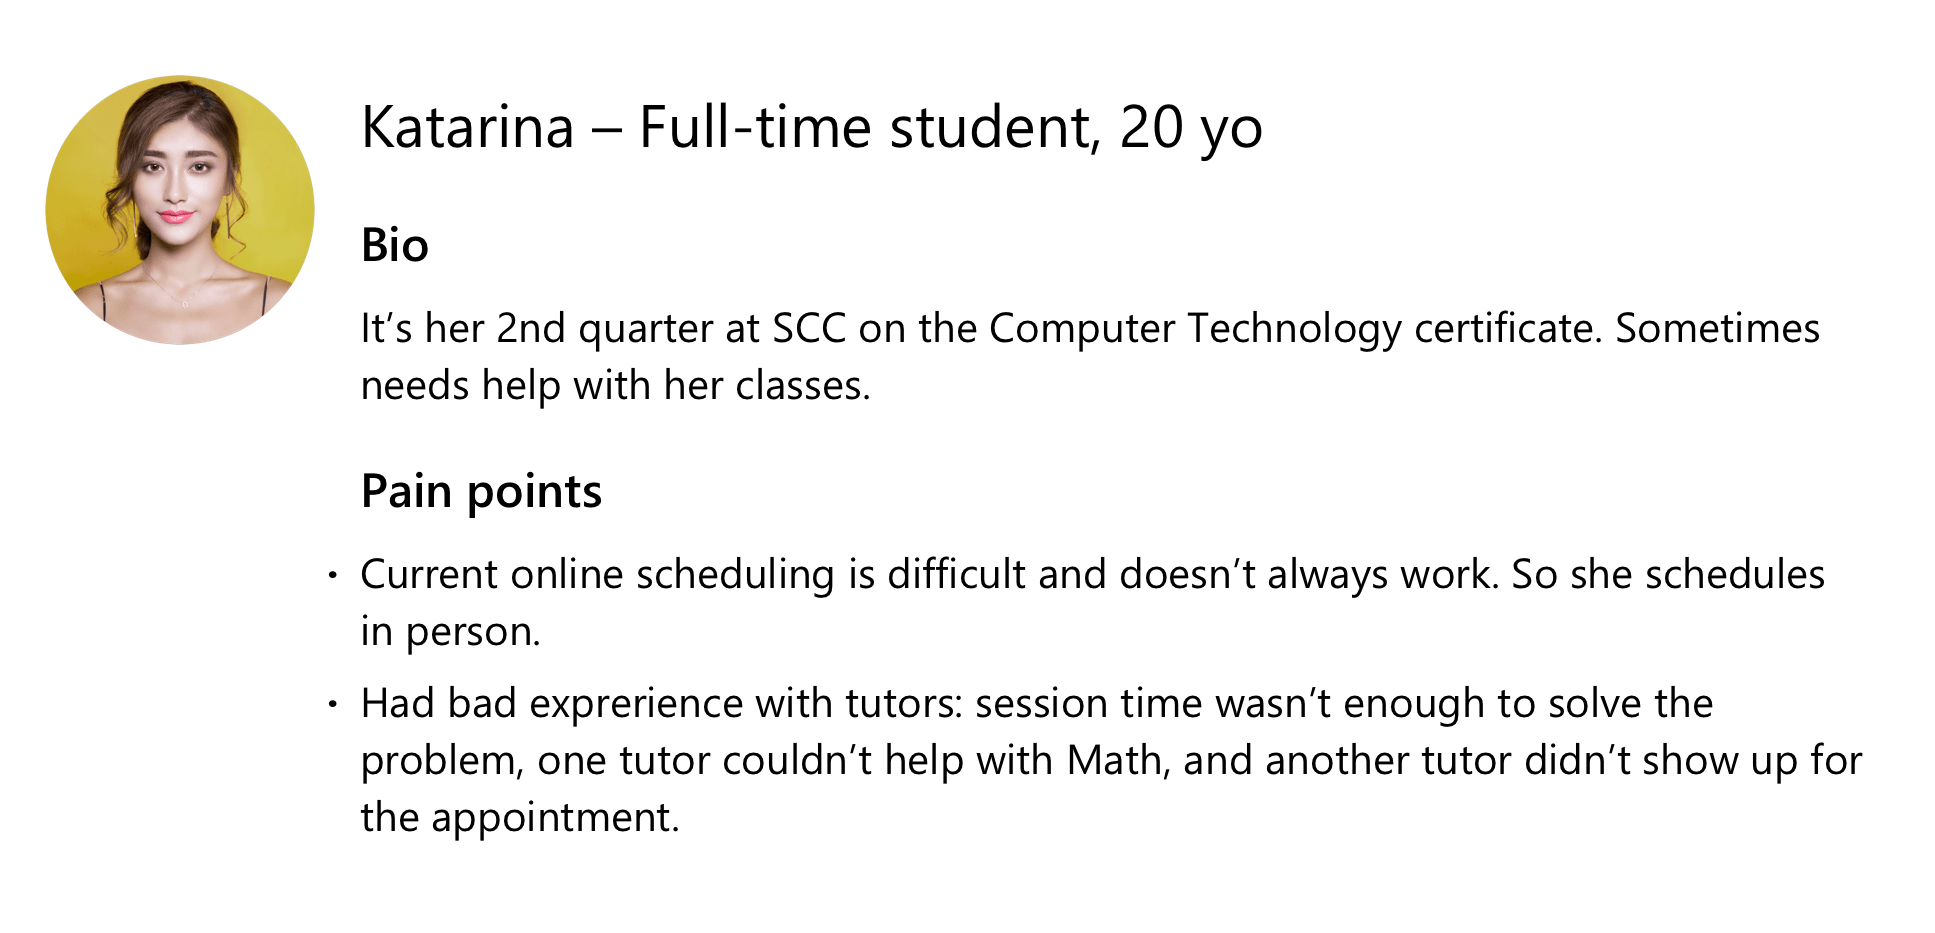 Katarina – Full-time student, 20 yo
Bio
It’s her 2nd quarter at SCC on the Computer Technology certificate. Sometimes
needs help with her classes.
Pain points
• Current online scheduling is difficult and doesn’t always work. So she schedules
in person.
• Had bad exprerience with tutors: session time wasn’t enough to solve the
problem, one tutor couldn’t help with Math, and another tutor didn’t show up for
the appointment.